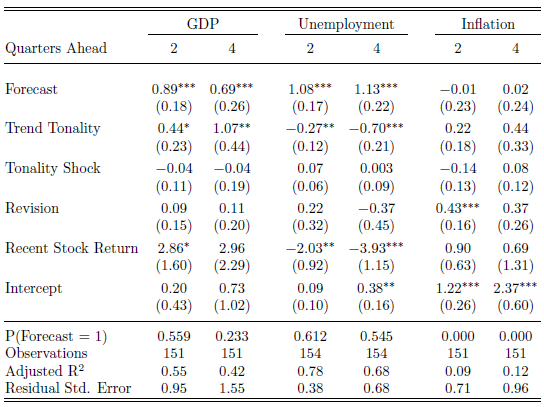 GDP Unemployment Inflation
Quarters Ahead 2 4 2 4 2 4
Forecast 0.89*** 0.69*** 1.08*** 1.13*** −0.01 0.02
(0.18) (0.26) (0.17) (0.22) (0.23) (0.24)
Trend Tonality 0.44* 1.07** −0.27** −0.70*** 0.22 0.44
(0.23) (0.44) (0.12) (0.21) (0.18) (0.33)
Tonality Shock −0.04 −0.04 0.07 0.003 −0.14 0.08
(0.11) (0.19) (0.06) (0.09) (0.13) (0.12)
Revision 0.09 0.11 0.22 −0.37 0.43*** 0.37
(0.15) (0.20) (0.32) (0.45) (0.16) (0.26)
Recent Stock Return 2.86* 2.96 −2.03** −3.93*** 0.90 0.69
(1.60) (2.29) (0.92) (1.15) (0.63) (1.31)
Intercept 0.20 0.73 0.09 0.38** 1.22*** 2.37***
(0.43) (1.02) (0.10) (0.16) (0.26) (0.60)
P(Forecast = 1) 0.559 0.233 0.612 0.545 0.000 0.000
Observations 151 151 154 154 151 151
Adjusted R² 0.55 0.42 0.78 0.68 0.09 0.12
Residual Std. Error 0.95 1.55 0.38 0.68 0.71 0.96